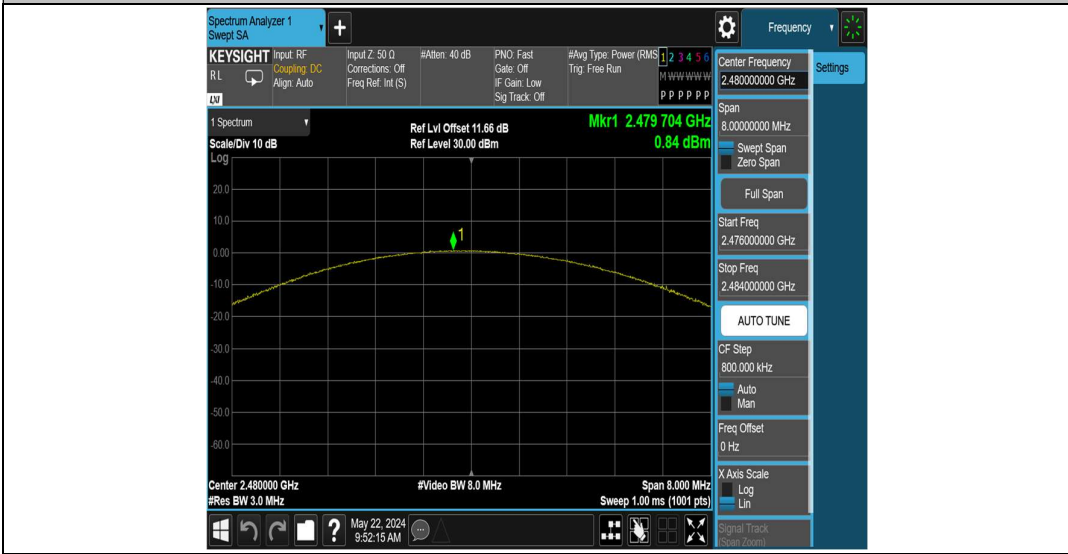 Spectrum Analyzer 1
Swept SA
+
Frequency
KEYSIGHT
RL
LXI
Input: RF
Coupling: DC
Align: Auto
Input Z: 50 Ω
Corrections: Off
Freq Ref: Int (S)
#Atten: 40 dB
PNO: Fast
Gate: Off
IF Gain: Low
Sig Track: Off
#Avg Type: Power (RMS
Trig: Free Run
1 2 3 4 5 6
M W W W W W
P P P P P P
1 Spectrum
Scale/Div 10 dB
Log
Ref Lvl Offset 11.66 dB
Ref Level 30.00 dBm
Mkr1 2.479 704 GHz
0.84 dBm
20.0
10.0
0.00
-10.0
-20.0
-30.0
-40.0
-50.0
-60.0
1
Center 2.480000 GHz
#Res BW 3.0 MHz
#Video BW 8.0 MHz
Span 8.000 MHz
Sweep 1.00 ms (1001 pts)
?
May 22, 2024
9:52:15 AM
Center Frequency
2.480000000 GHz
Settings
Span
8.00000000 MHz
Swept Span
Zero Span
Full Span
Start Freq
2.476000000 GHz
Stop Freq
2.484000000 GHz
AUTO TUNE
CF Step
800.000 kHz
Auto
Man
Freq Offset
0 Hz
X Axis Scale
Log
Lin
Signal Track
(Span Zoom)